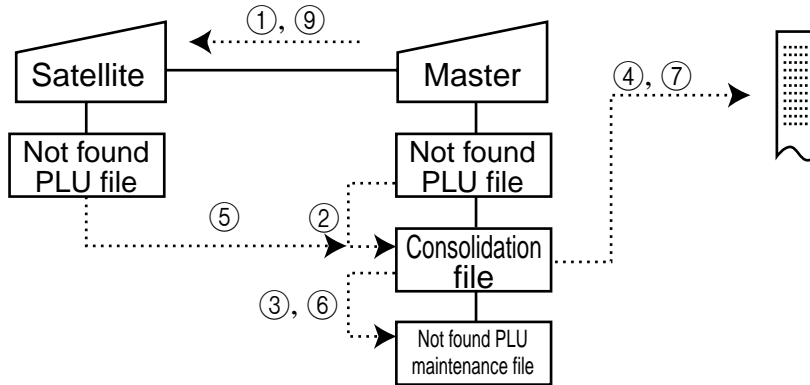 ①, ⑨
Satellite
Master
④, ⑦
Not found
PLU file
Not found
PLU file
⑤
②
Consolidation
file
③, ⑥
Not found PLU
maintenance file